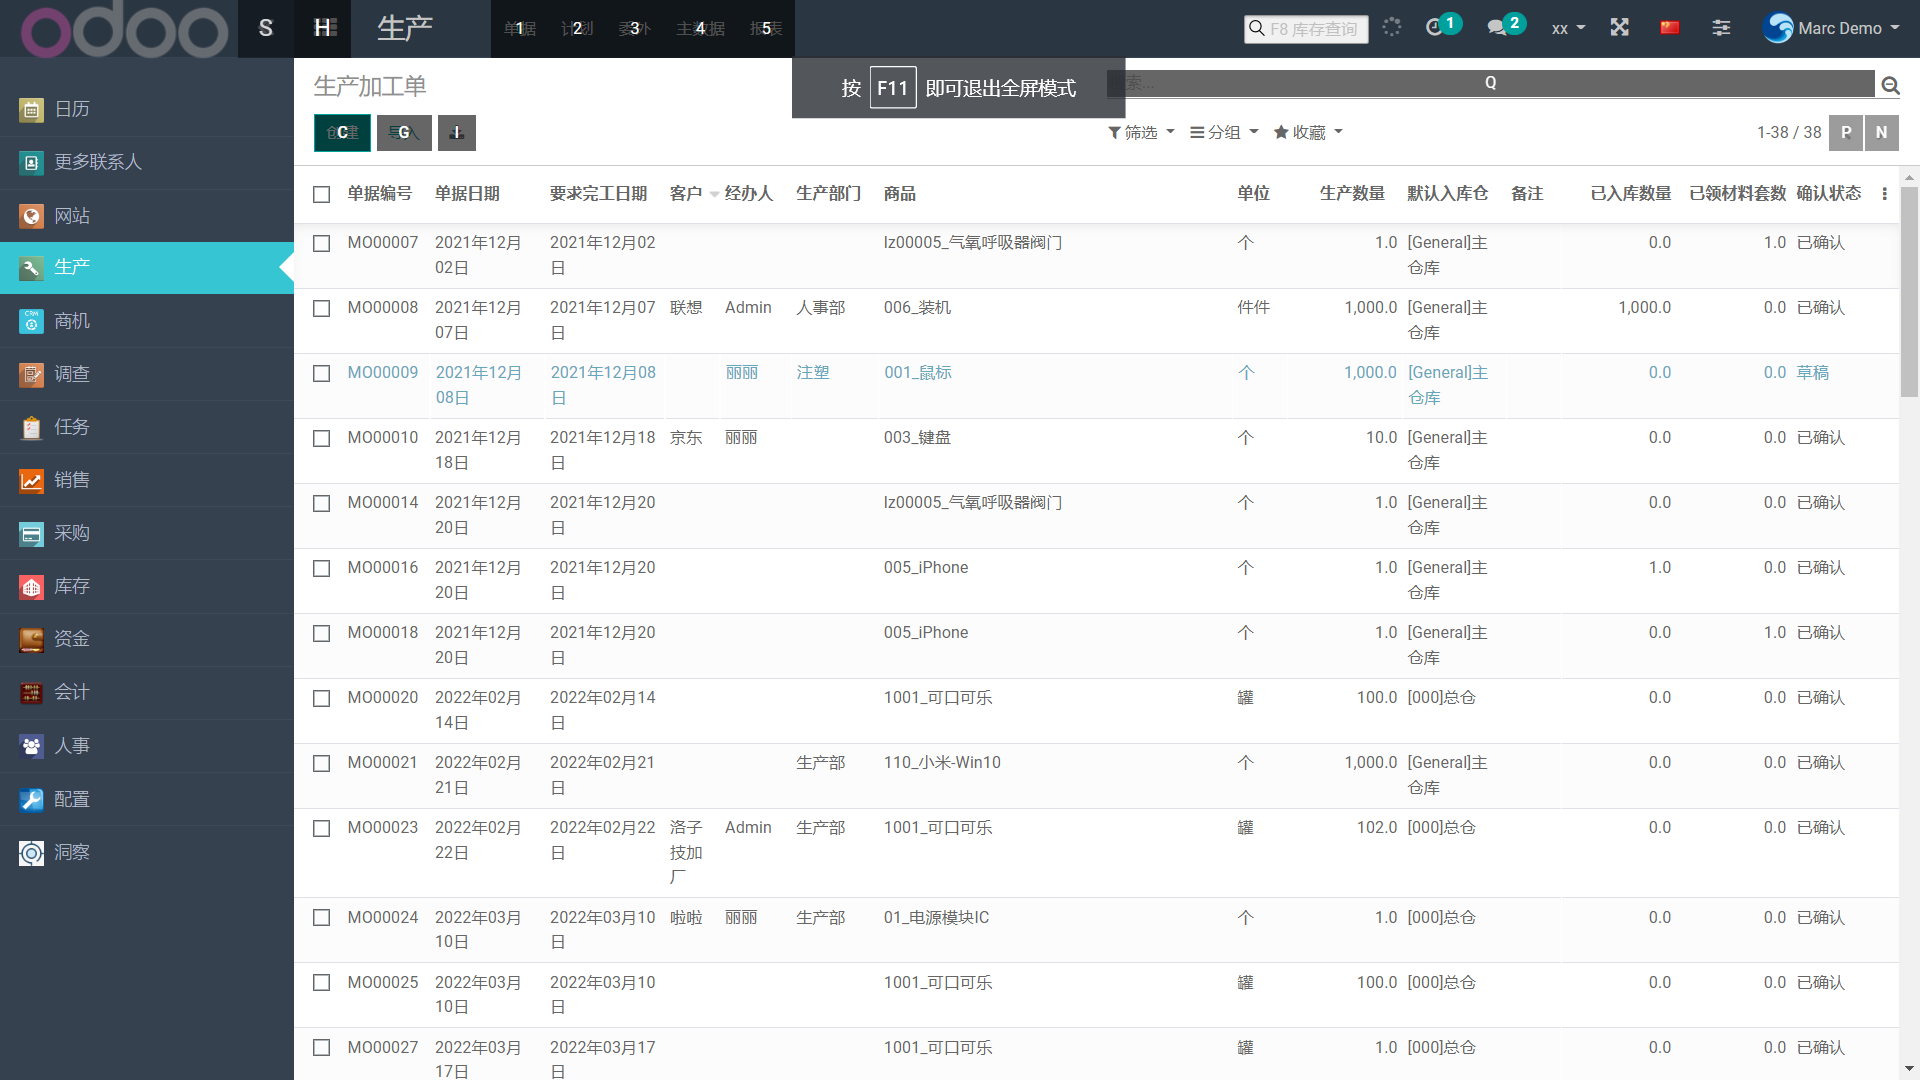 odoo
S
H
生产
单据 1
计划 2
委外 3
主数据 4
报表 5
F8 库存查询
1
2
xx
Marc Demo
生产加工单
按 F11 即可退出全屏模式
Q
创建 C
G
I
筛选
分组
收藏
1-38 / 38
P
N
日历
更多联系人
网站
生产
商机
调查
任务
销售
采购
库存
资金
会计
人事
配置
洞察
单据编号 单据日期 要求完工日期 客户 经办人 生产部门 商品 单位 生产数量 默认入库仓 备注 已入库数量 已领材料套数 确认状态
MO00007 2021年12月 2021年12月02 lz00005_气氧呼吸器阀门 个 1.0 [General]主 0.0 1.0 已确认
02日 日 仓库
MO00008 2021年12月 2021年12月07 联想 Admin 人事部 006_装机 件件 1,000.0 [General]主 1,000.0 0.0 已确认
07日 日 仓库
MO00009 2021年12月 2021年12月08 丽丽 注塑 001_鼠标 个 1,000.0 [General]主 0.0 0.0 草稿
08日 日 仓库
MO00010 2021年12月 2021年12月18 京东 丽丽 003_键盘 个 10.0 [General]主 0.0 0.0 已确认
18日 日 仓库
MO00014 2021年12月 2021年12月20 lz00005_气氧呼吸器阀门 个 1.0 [General]主 0.0 0.0 已确认
20日 日 仓库
MO00016 2021年12月 2021年12月20 005_iPhone 个 1.0 [General]主 1.0 0.0 已确认
20日 日 仓库
MO00018 2021年12月 2021年12月20 005_iPhone 个 1.0 [General]主 0.0 1.0 已确认
20日 日 仓库
MO00020 2022年02月 2022年02月14 1001_可口可乐 罐 100.0 [000]总仓 0.0 0.0 已确认
14日 日
MO00021 2022年02月 2022年02月21 生产部 110_小米-Win10 个 1,000.0 [General]主 0.0 0.0 已确认
21日 日 仓库
MO00023 2022年02月 2022年02月22 洛子 Admin 生产部 1001_可口可乐 罐 102.0 [000]总仓 0.0 0.0 已确认
22日 日 技加
厂
MO00024 2022年03月 2022年03月10 啦啦 丽丽 生产部 01_电源模块IC 个 1.0 [000]总仓 0.0 0.0 已确认
10日 日
MO00025 2022年03月 2022年03月10 1001_可口可乐 罐 100.0 [000]总仓 0.0 0.0 已确认
10日 日
MO00027 2022年03月 2022年03月17 1001_可口可乐 罐 1.0 [000]总仓 0.0 0.0 已确认
17日 日